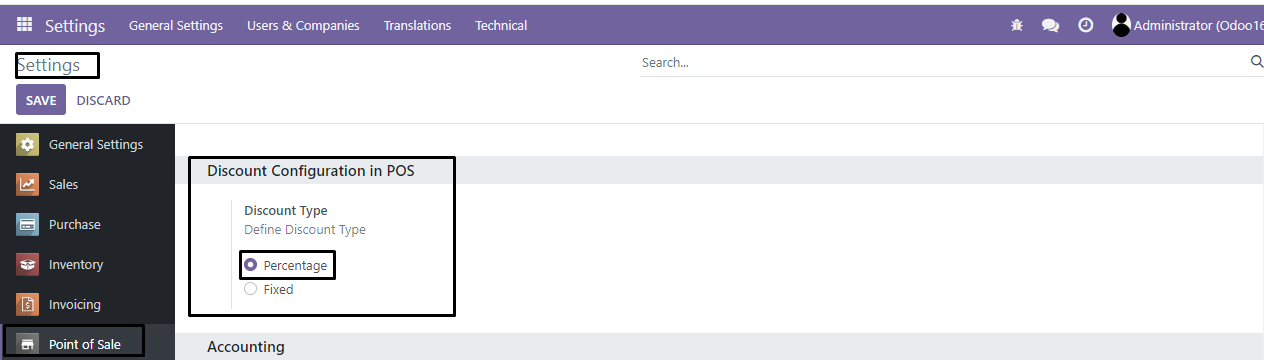 Settings General Settings Users & Companies Translations Technical Administrator (Odoo16
Settings Search...
SAVE DISCARD
General Settings
Discount Configuration in POS
Sales
Discount Type
Purchase
Define Discount Type
Inventory
Percentage
Fixed
Invoicing
Point of Sale
Accounting